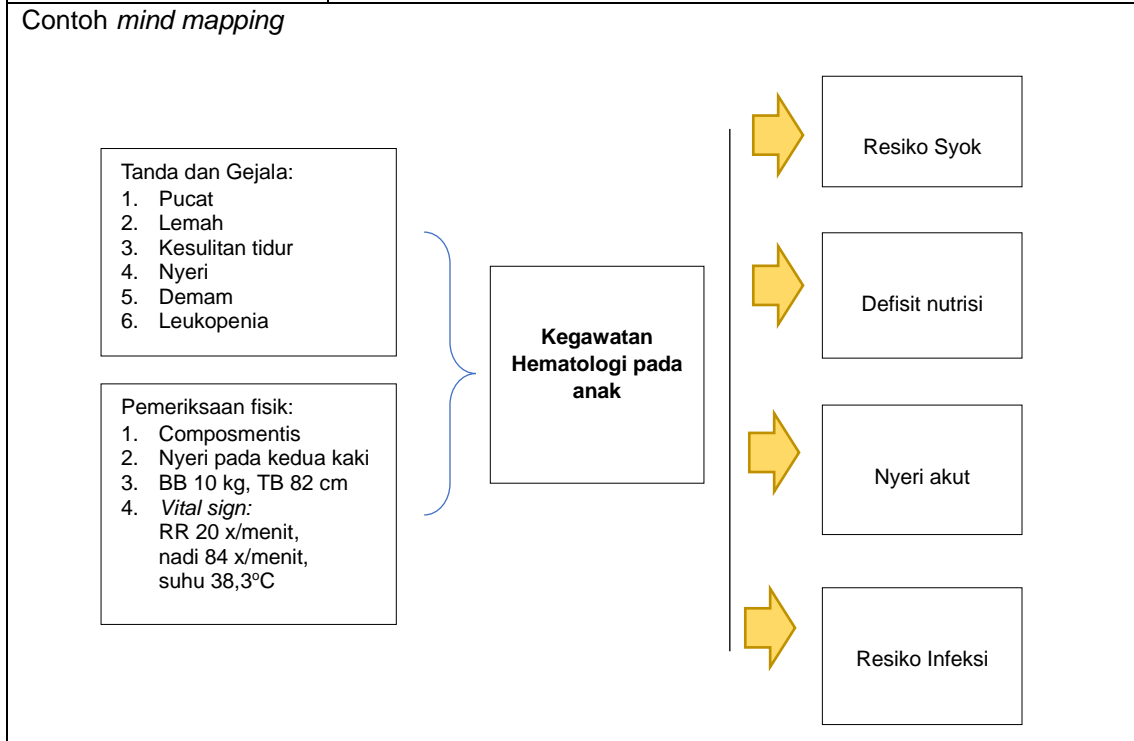 Contoh mind mapping
Tanda dan Gejala:
1. Pucat
2. Lemah
3. Kesulitan tidur
4. Nyeri
5. Demam
6. Leukopenia
Pemeriksaan fisik:
1. Composmentis
2. Nyeri pada kedua kaki
3. BB 10 kg, TB 82 cm
4. Vital sign:
RR 20 x/menit,
nadi 84 x/menit,
suhu 38,3ºC
Kegawatan
Hematologi pada
anak
Resiko Syok
Defisit nutrisi
Nyeri akut
Resiko Infeksi